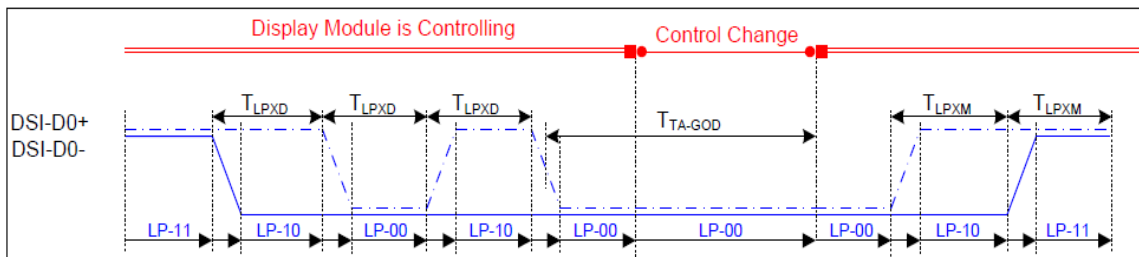 Display Module is Controlling Control Change
TLPXD TLPXD TLPXD TLPXM TLPXM
DSI-D0+
TTA-GOD
DSI-D0-
LP-11 LP-10 LP-00 LP-10 LP-00 LP-00 LP-00 LP-10 LP-11